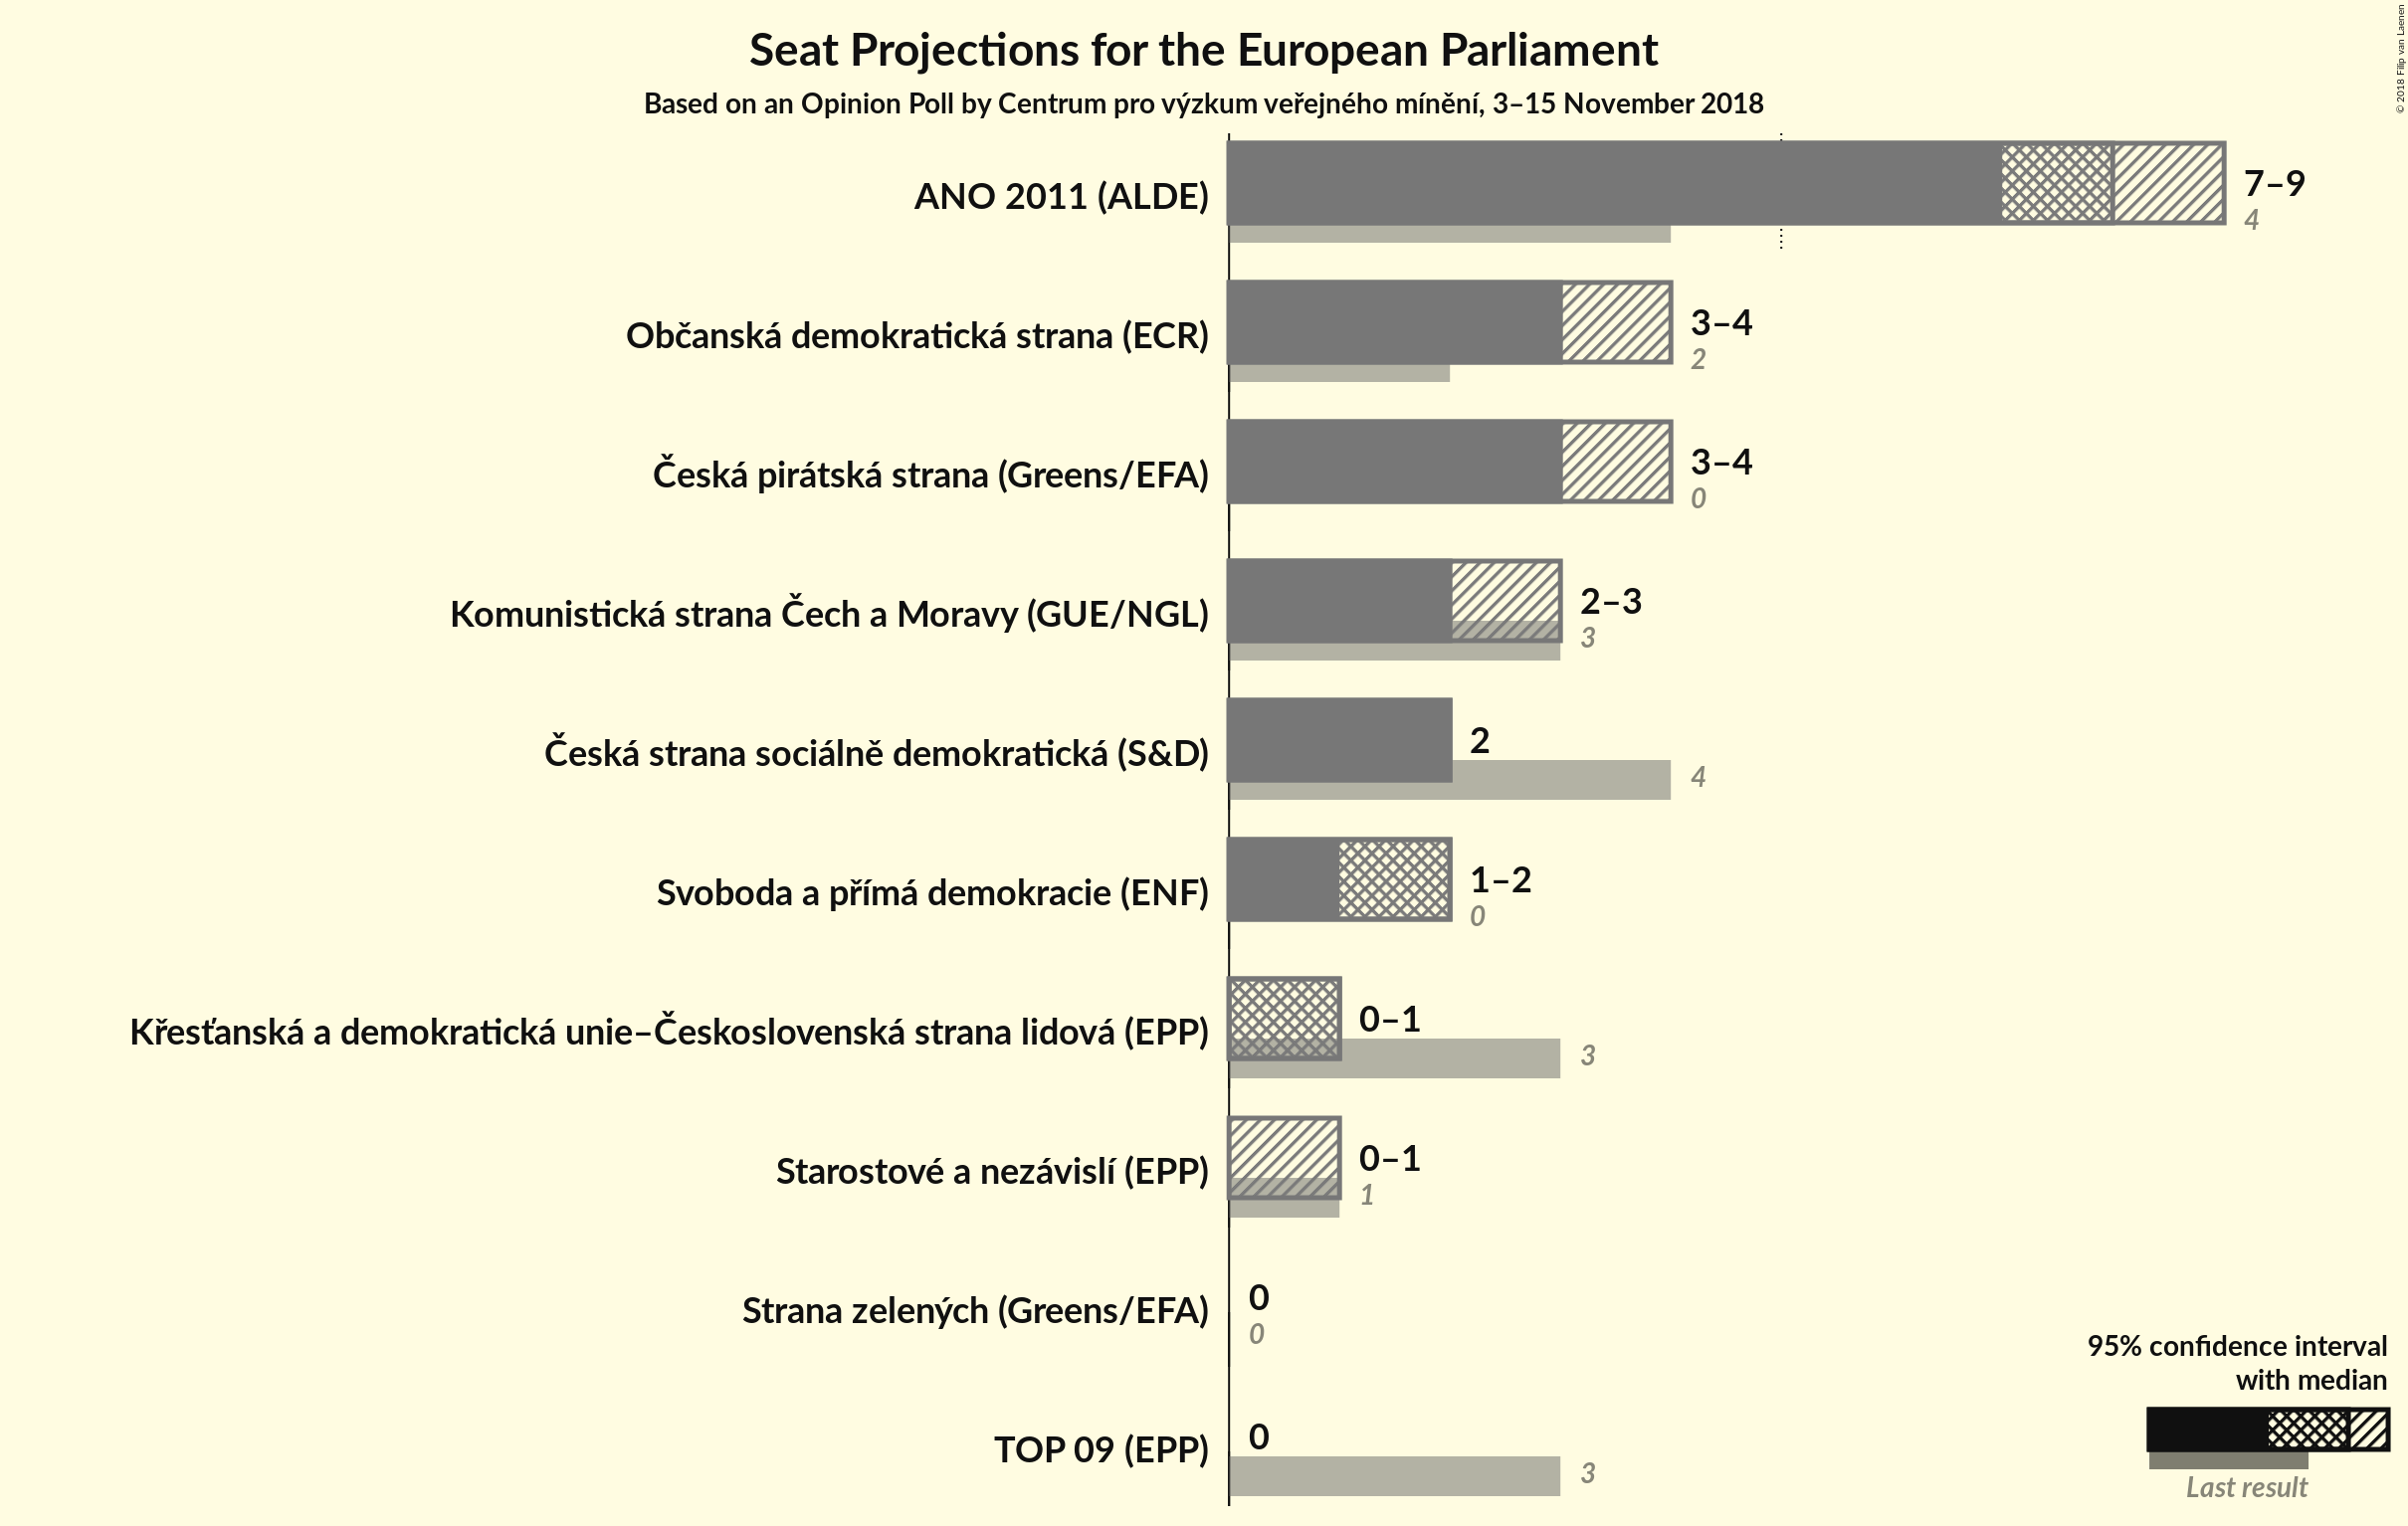 Seat Projections for the European Parliament
Based on an Opinion Poll by Centrum pro výzkum veřejného mínění, 3–15 November 2018
© 2018 Filip van Laenen
ANO 2011 (ALDE)
7–9
4
Občanská demokratická strana (ECR)
3–4
2
Česká pirátská strana (Greens/EFA)
3–4
0
Komunistická strana Čech a Moravy (GUE/NGL)
2–3
3
Česká strana sociálně demokratická (S&D)
2
4
Svoboda a přímá demokracie (ENF)
1–2
0
Křesťanská a demokratická unie–Československá strana lidová (EPP)
0–1
3
Starostové a nezávislí (EPP)
0–1
1
Strana zelených (Greens/EFA)
0
0
TOP 09 (EPP)
0
3
95% confidence interval
with median
Last result